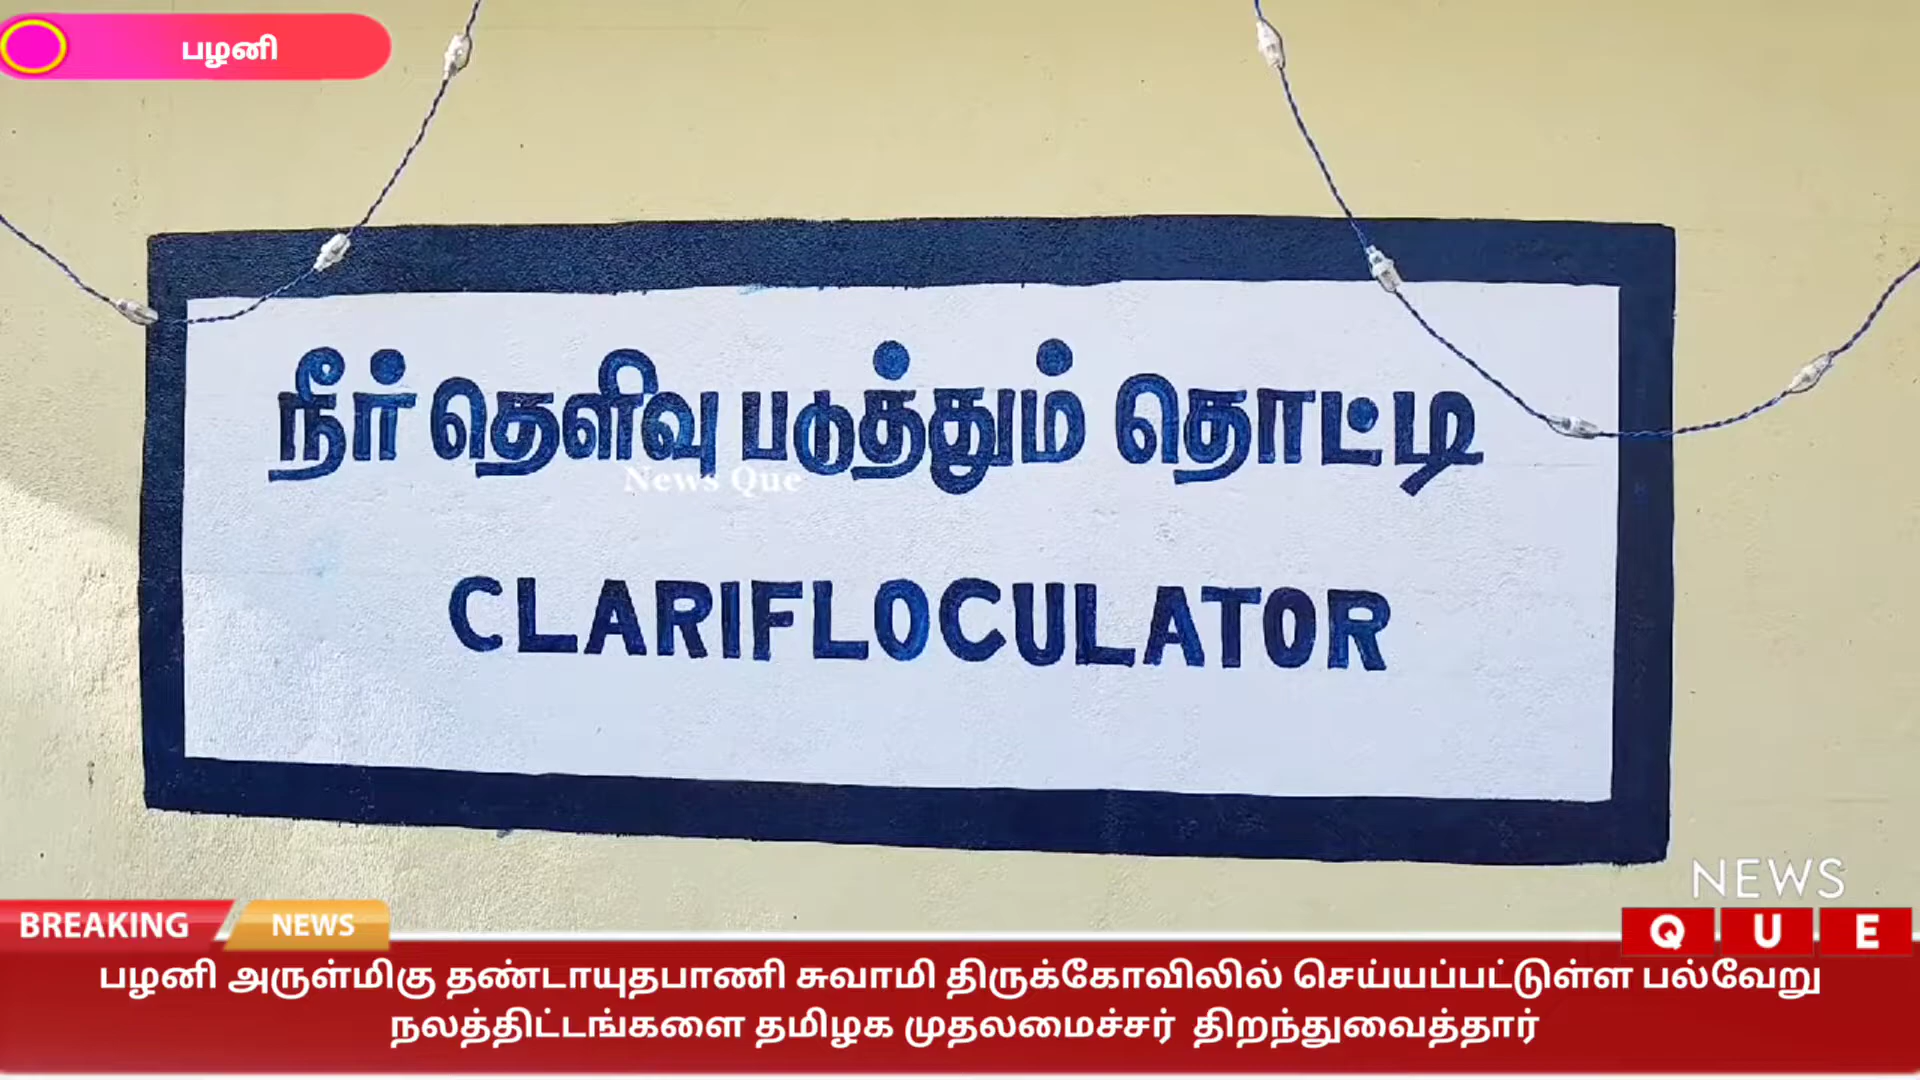 பழனி
நீர் தெளிவு படுத்தும் தொட்டி
News Que
CLARIFLOCULATOR
NEWS
QUE
BREAKING NEWS
பழனி அருள்மிகு தண்டாயுதபாணி சுவாமி திருக்கோவிலில் செய்யப்பட்டுள்ள பல்வேறு
நலத்திட்டங்களை தமிழக முதலமைச்சர் திறந்துவைத்தார்